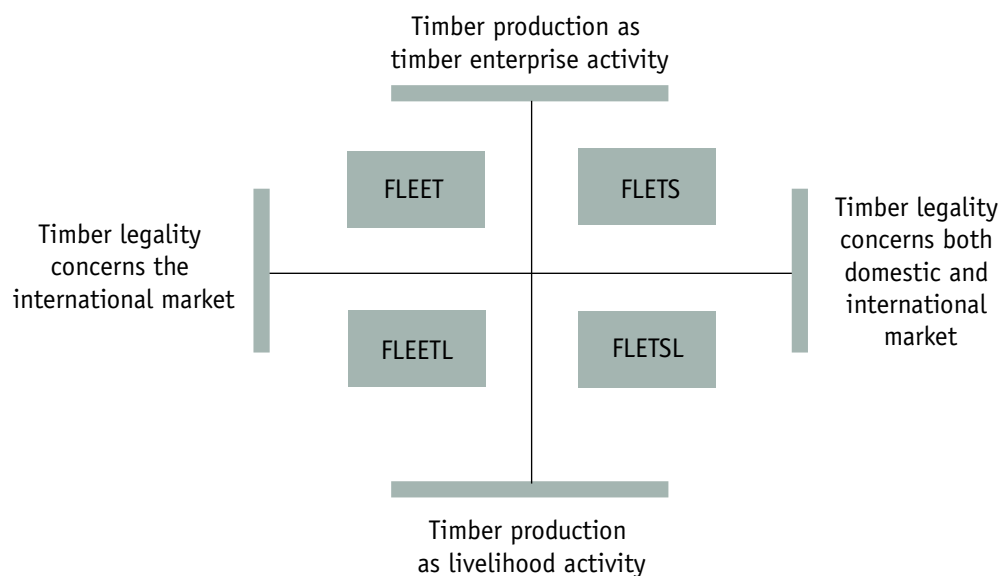 Timber production as
timber enterprise activity
FLEET
FLETS
Timber legality
concerns the
international market
Timber legality
concerns both
domestic and
international
market
FLEETL
FLETSL
Timber production
as livelihood activity